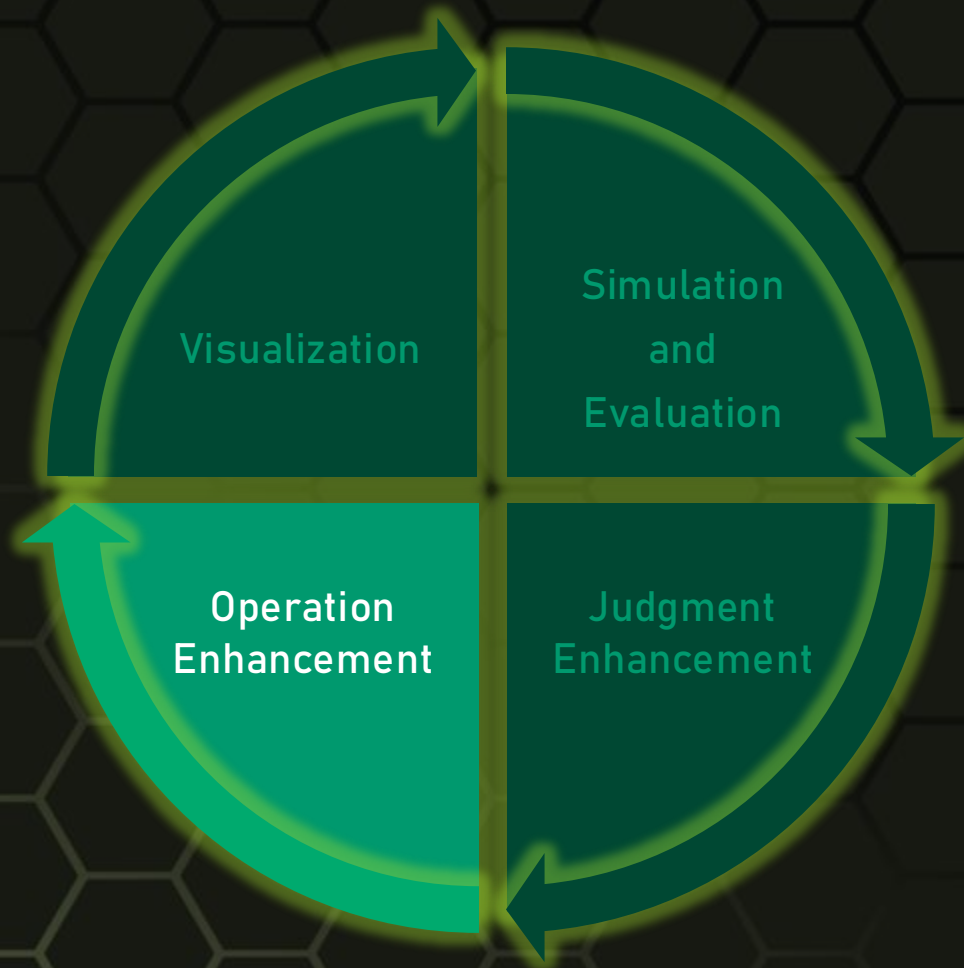 Visualization
Simulation
and
Evaluation
Operation
Enhancement
Judgment
Enhancement